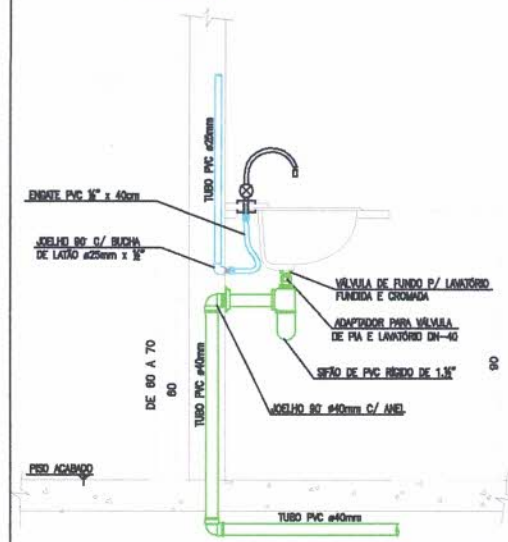 TUBO PVC ø25mm
ENGATE PVC ½" x 40cm
JOELHO 90° C/ BUCHA
DE LATÃO ø25mm x ½"
VÁLVULA DE FUNDO P/ LAVATÓRIO
FUNDIDA E CROMADA
ADAPTADOR PARA VÁLVULA
DE PIA E LAVATÓRIO DN-40
SIFÃO DE PVC RÍGIDO DE 1.½"
90
DE 60 A 70
60
TUBO PVC ø40mm
JOELHO 90° ø40mm C/ ANEL
PISO ACABADO
TUBO PVC ø40mm